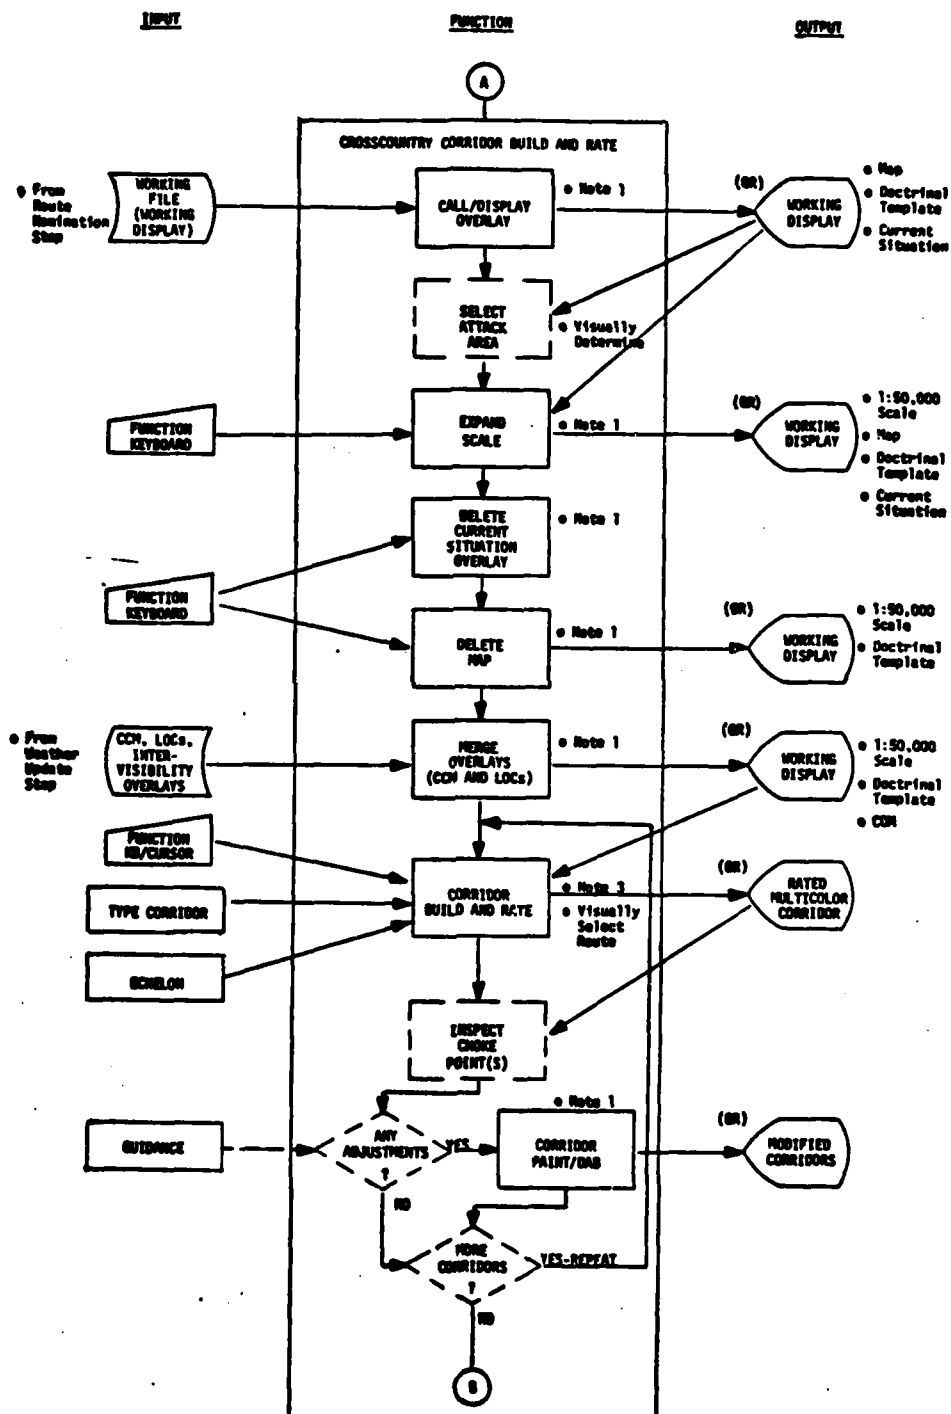 INPUT
FUNCTION
OUTPUT
A
CROSSCOUNTRY CORRIDOR BUILD AND RATE
● From
Route
Nomination
Step
WORKING
FILE
(WORKING
DISPLAY)
CALL/DISPLAY
OVERLAY
● Note 1
(GR)
WORKING
DISPLAY
● Map
● Doctrinal
Template
● Current
Situation
SELECT
ATTACK
AREA
● Visually
Determine
FUNCTION
KEYBOARD
EXPAND
SCALE
● Note 1
(GR)
WORKING
DISPLAY
● 1:50,000
Scale
● Map
● Doctrinal
Template
● Current
Situation
DELETE
CURRENT
SITUATION
OVERLAY
● Note 1
FUNCTION
KEYBOARD
DELETE
MAP
● Note 1
(GR)
WORKING
DISPLAY
● 1:50,000
Scale
● Doctrinal
Template
● From
Weather
Update
Step
CCM, LOCs,
INTER-
VISIBILITY
OVERLAYS
MERGE
OVERLAYS
(CCM AND LOCs)
● Note 1
(GR)
WORKING
DISPLAY
● 1:50,000
Scale
● Doctrinal
Template
● CCM
FUNCTION
KB/CURSOR
TYPE CORRIDOR
ECHELON
CORRIDOR
BUILD AND RATE
● Note 3
● Visually
Select
Route
(GR)
RATED
MULTICOLOR
CORRIDOR
INSPECT
CHOKE
POINT(S)
GUIDANCE
ANY
ADJUSTMENTS
?
YES
NO
● Note 1
CORRIDOR
PAINT/DAB
(GR)
MODIFIED
CORRIDORS
MORE
CORRIDORS
?
YES-REPEAT
NO
B